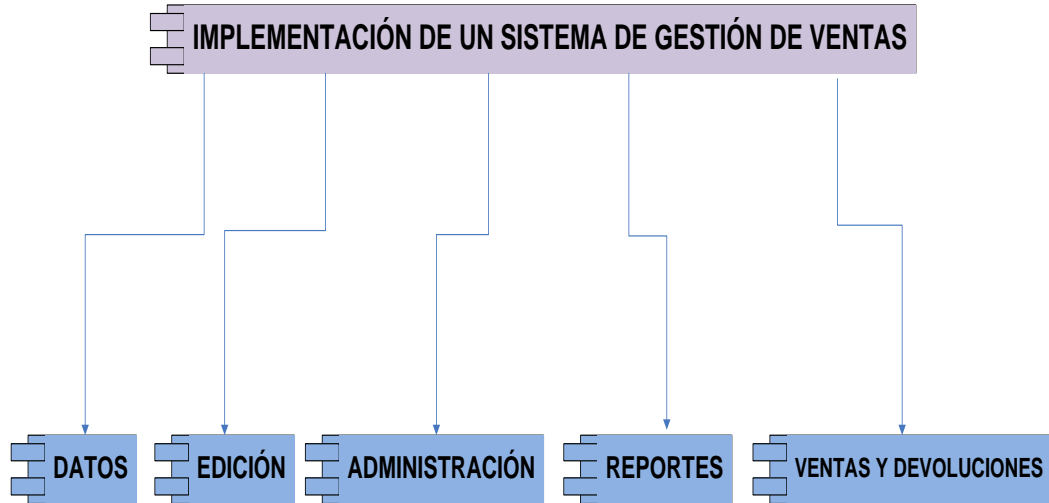 IMPLEMENTACIÓN DE UN SISTEMA DE GESTIÓN DE VENTAS
DATOS
EDICIÓN
ADMINISTRACIÓN
REPORTES
VENTAS Y DEVOLUCIONES